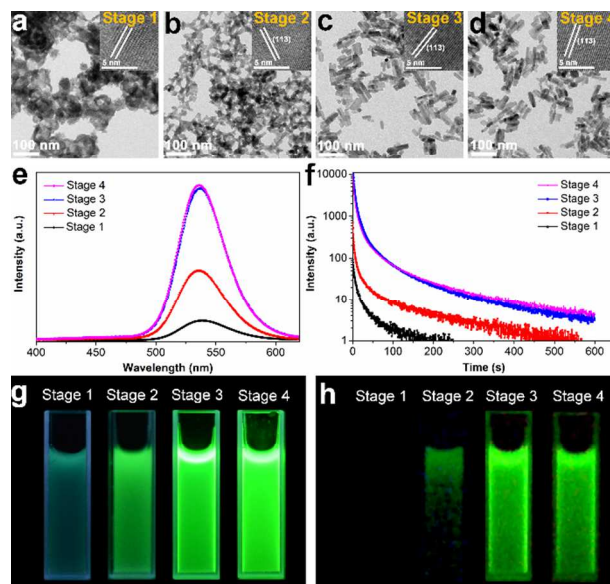 a
Stage 1
5 nm
100 nm
b
Stage 2
(113)
5 nm
100 nm
c
Stage 3
(113)
5 nm
100 nm
d
Stage 4
(113)
5 nm
100 nm
e
Stage 4
Stage 3
Stage 2
Stage 1
Intensity (a.u.)
400 450 500 550 600
Wavelength (nm)
f
Stage 4
Stage 3
Stage 2
Stage 1
Intensity (a.u.)
10000
1000
100
10
1
0 100 200 300 400 500 600
Time (s)
g
Stage 1 Stage 2 Stage 3 Stage 4
h
Stage 1 Stage 2 Stage 3 Stage 4